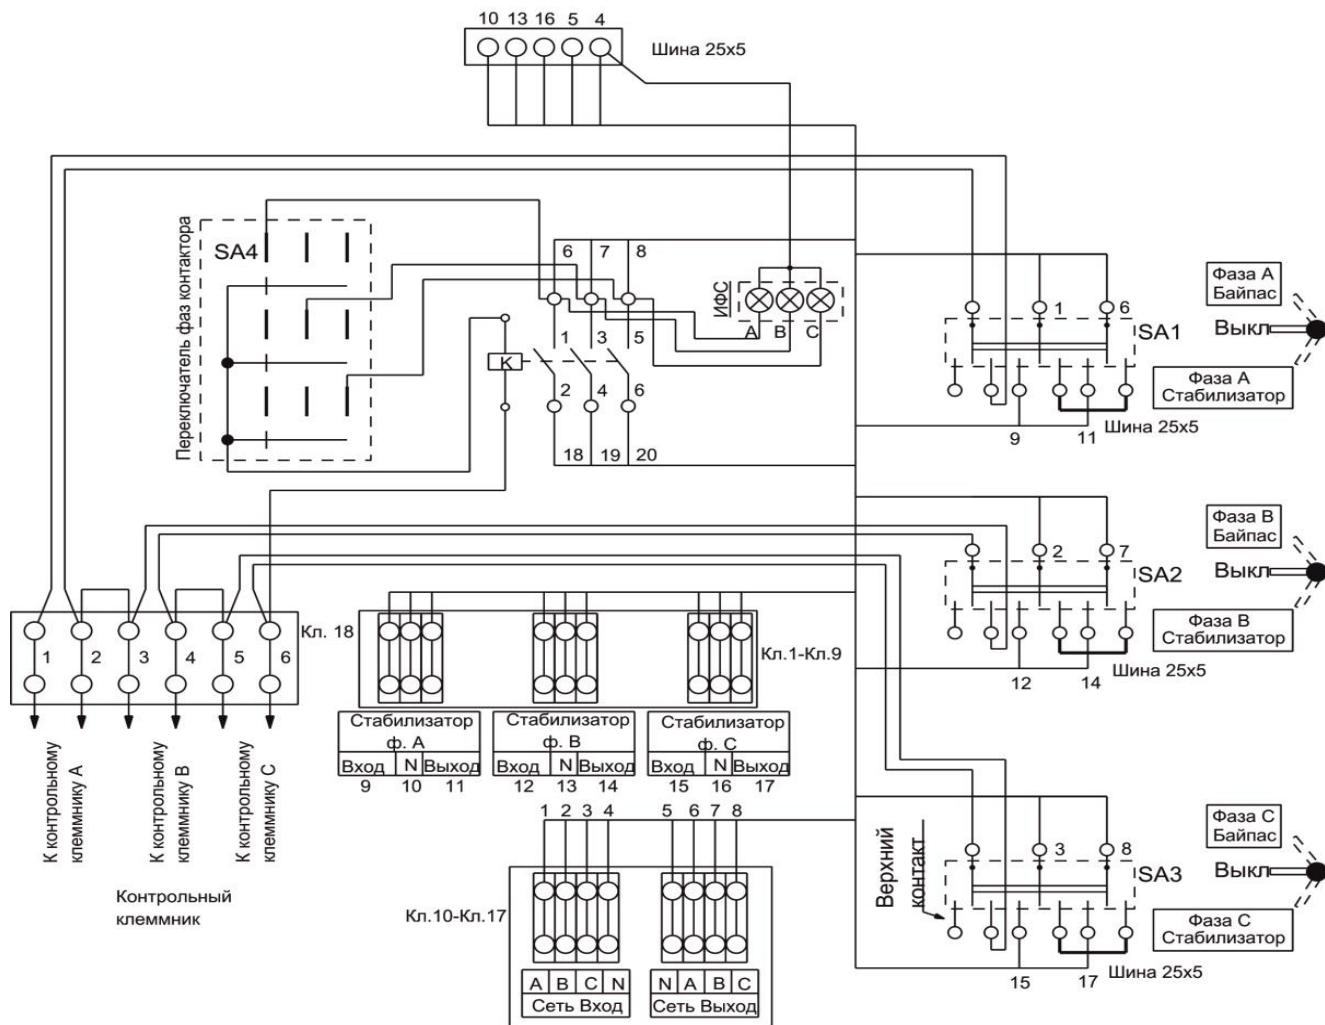 10 13 16 5 4
Шина 25x5
Переключатель фаз контактора
SA4
6 7 8
ИФС
A B C
K
1 3 5
2 4 6
18 19 20
1 6
SA1
9 11
Шина 25x5
Фаза A
Байпас
Выкл
Фаза A
Стабилизатор
2 7
SA2
12 14
Шина 25x5
Фаза B
Байпас
Выкл
Фаза B
Стабилизатор
Кл. 18
1 2 3 4 5 6
К контрольному
клеммнику A
К контрольному
клеммнику B
К контрольному
клеммнику C
Контрольный
клеммник
Кл.1-Кл.9
Стабилизатор
ф. A
Вход N Выход
9 10 11
Стабилизатор
ф. B
Вход N Выход
12 13 14
Стабилизатор
ф. C
Вход N Выход
15 16 17
1 2 3 4 5 6 7 8
Кл.10-Кл.17
A B C N
Сеть Вход
N A B C
Сеть Выход
Верхний
контакт
3 8
SA3
15 17
Шина 25x5
Фаза C
Байпас
Выкл
Фаза C
Стабилизатор